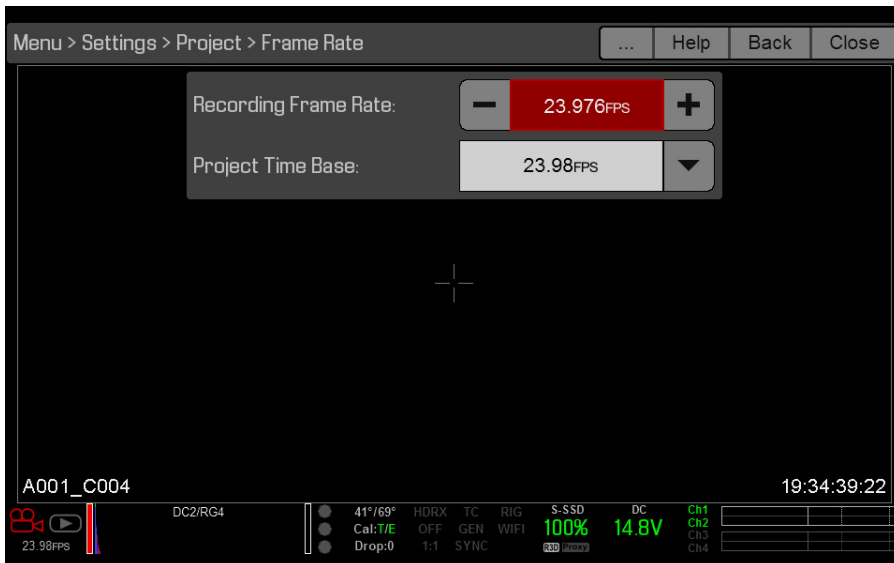 Menu > Settings > Project > Frame Rate ... Help Back Close
Recording Frame Rate: − 23.976FPS +
Project Time Base: 23.98FPS
A001_C004 19:34:39:22
DC2/RG4 41°/69° HDRX TC RIG S-SSD DC Ch1
Cal:T/E OFF GEN WIFI 100% 14.8V Ch2
23.98FPS Drop:0 1:1 SYNC R3D Proxy Ch3
Ch4